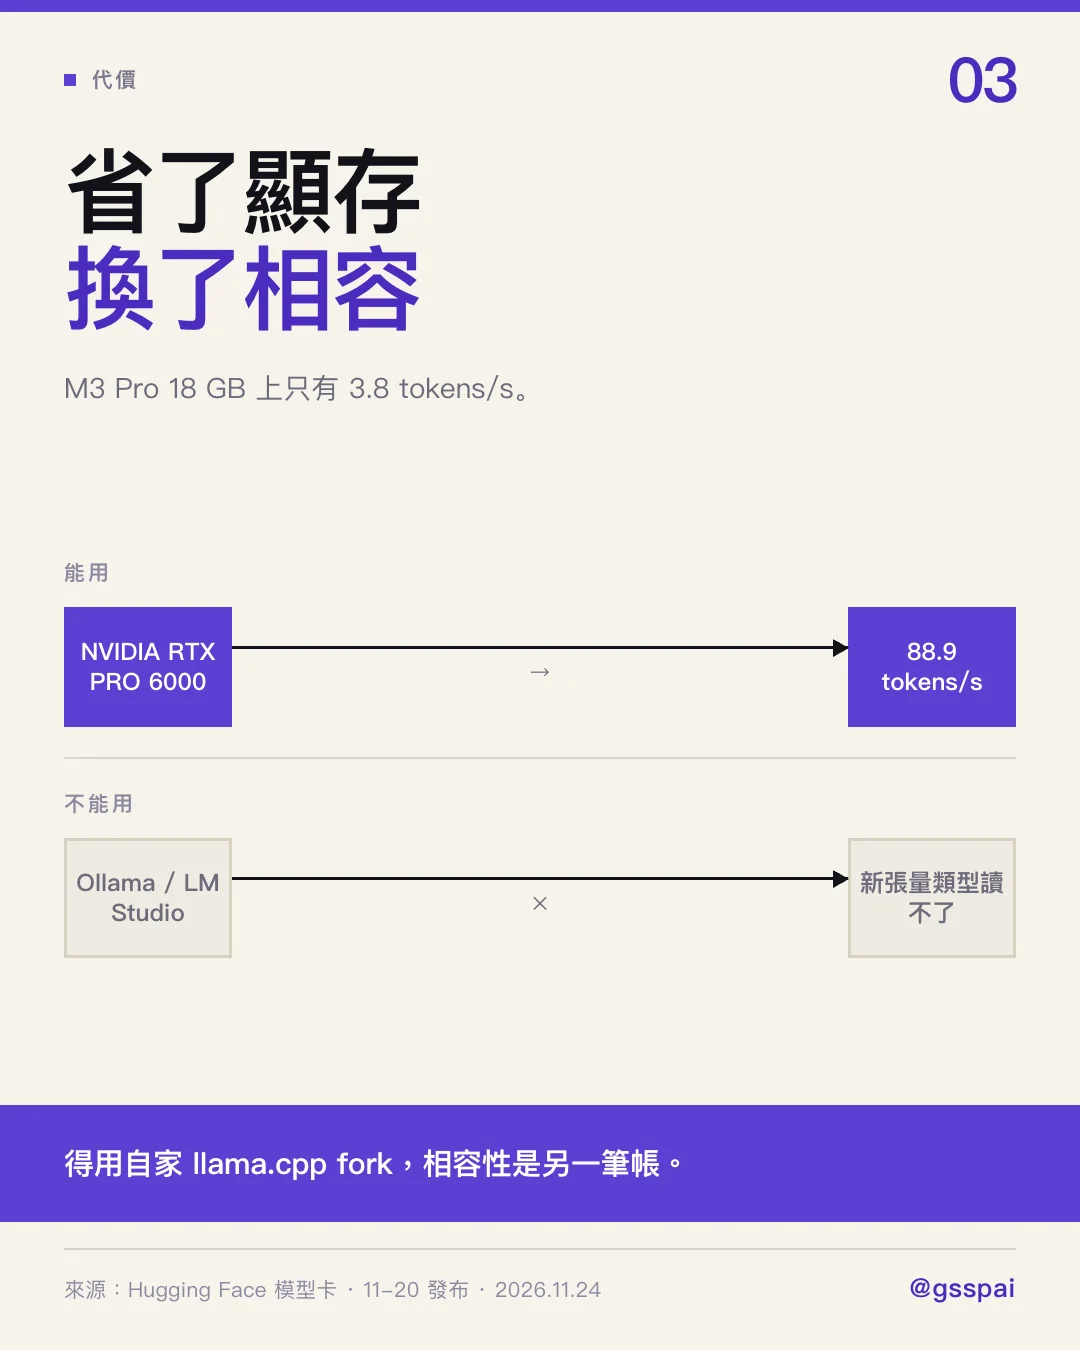 代價
03
省了顯存
換了相容
M3 Pro 18 GB 上只有 3.8 tokens/s。
能用
NVIDIA RTX
PRO 6000
→
88.9
tokens/s
不能用
Ollama / LM
Studio
×
新張量類型讀
不了
得用自家 llama.cpp fork，相容性是另一筆帳。
來源：Hugging Face 模型卡 · 11–20 發布 · 2026.11.24
@gsspai